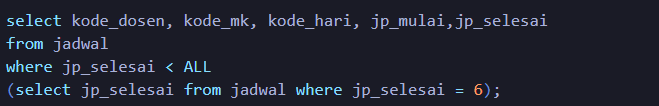 select kode_dosen, kode_mk, kode_hari, jp_mulai,jp_selesai
from jadwal
where jp_selesai < ALL
(select jp_selesai from jadwal where jp_selesai = 6);